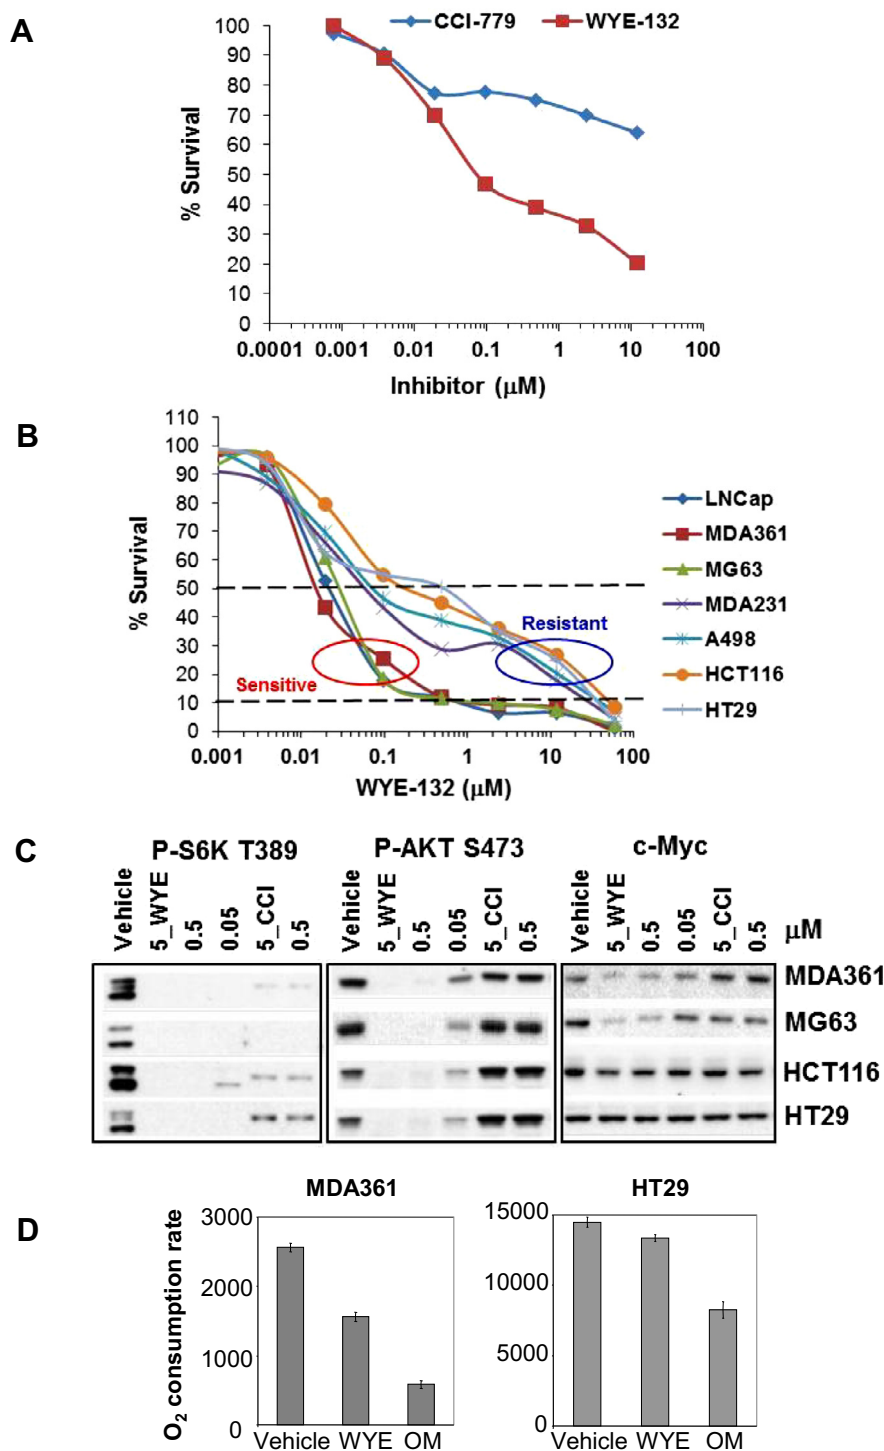 A
CCI-779 WYE-132
% Survival
100
90
80
70
60
50
40
30
20
10
0
0.0001 0.001 0.01 0.1 1 10 100
Inhibitor (µM)
B
% Survival
110
100
90
80
70
60
50
40
30
20
10
0
Resistant
Sensitive
0.001 0.01 0.1 1 10 100
WYE-132 (µM)
LNCap
MDA361
MG63
MDA231
A498
HCT116
HT29
C
P-S6K T389 P-AKT S473 c-Myc
Vehicle 5_WYE 0.5 0.05 5_CCI 0.5 Vehicle 5_WYE 0.5 0.05 5_CCI 0.5 Vehicle 5_WYE 0.5 0.05 5_CCI 0.5 µM
MDA361
MG63
HCT116
HT29
D
MDA361
O2 consumption rate
3000
2000
1000
0
Vehicle WYE OM
HT29
15000
10000
5000
0
Vehicle WYE OM